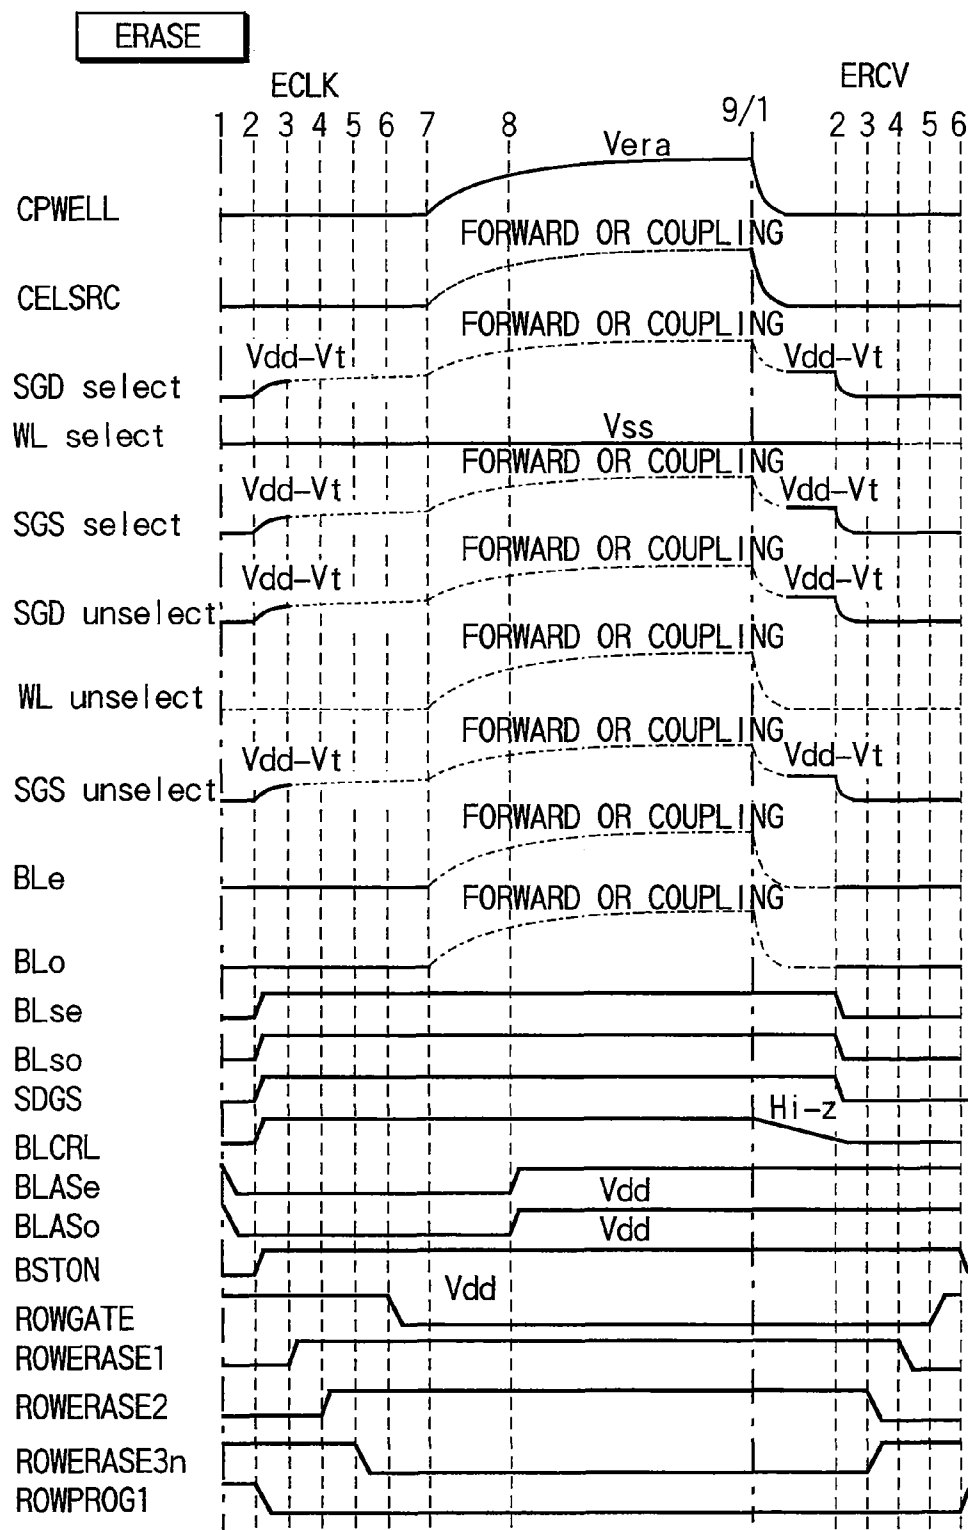 ERASE
ECLK
ERCV
1 2 3 4 5 6 7 8 9/1 2 3 4 5 6
Vera
CPWELL
FORWARD OR COUPLING
CELSRC
FORWARD OR COUPLING
Vdd-Vt
Vdd-Vt
SGD select
WL select
Vss
FORWARD OR COUPLING
Vdd-Vt
Vdd-Vt
SGS select
FORWARD OR COUPLING
Vdd-Vt
Vdd-Vt
SGD unselect
FORWARD OR COUPLING
WL unselect
FORWARD OR COUPLING
Vdd-Vt
Vdd-Vt
SGS unselect
FORWARD OR COUPLING
BLe
FORWARD OR COUPLING
BLo
BLse
BLso
SDGS
Hi-z
BLCRL
BLASe
Vdd
BLASo
Vdd
BSTON
Vdd
ROWGATE
ROWERASE1
ROWERASE2
ROWERASE3n
ROWPROG1